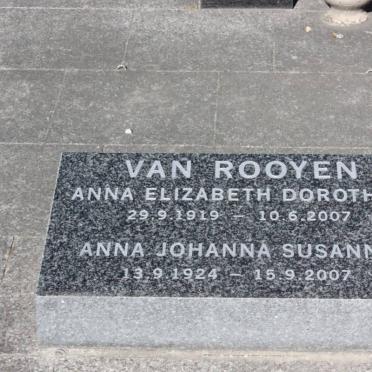 VAN ROOYEN
ANNA ELIZABETH DOROTH
29.9.1919 – 10.6.2007
ANNA JOHANNA SUSANN
13.9.1924 – 15.9.2007